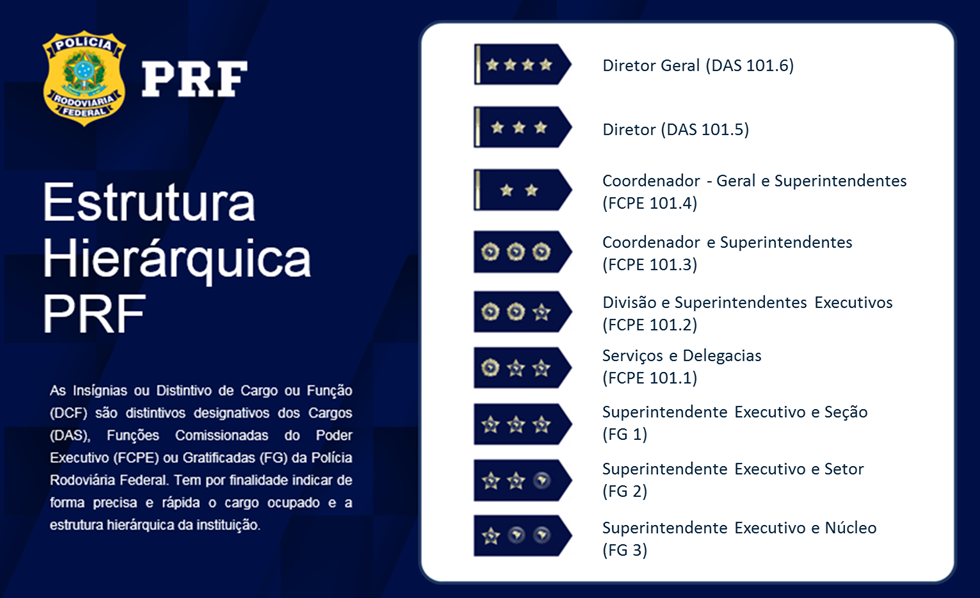 POLÍCIA
RODOVIÁRIA
FEDERAL
PRF
Estrutura
Hierárquica
PRF
As Insígnias ou Distintivo de Cargo ou Função
(DCF) são distintivos designativos dos Cargos
(DAS), Funções Comissionadas do Poder
Executivo (FCPE) ou Gratificadas (FG) da Polícia
Rodoviária Federal. Tem por finalidade indicar de
forma precisa e rápida o cargo ocupado e a
estrutura hierárquica da instituição.
Diretor Geral (DAS 101.6)
Diretor (DAS 101.5)
Coordenador - Geral e Superintendentes
(FCPE 101.4)
Coordenador e Superintendentes
(FCPE 101.3)
Divisão e Superintendentes Executivos
(FCPE 101.2)
Serviços e Delegacias
(FCPE 101.1)
Superintendente Executivo e Seção
(FG 1)
Superintendente Executivo e Setor
(FG 2)
Superintendente Executivo e Núcleo
(FG 3)